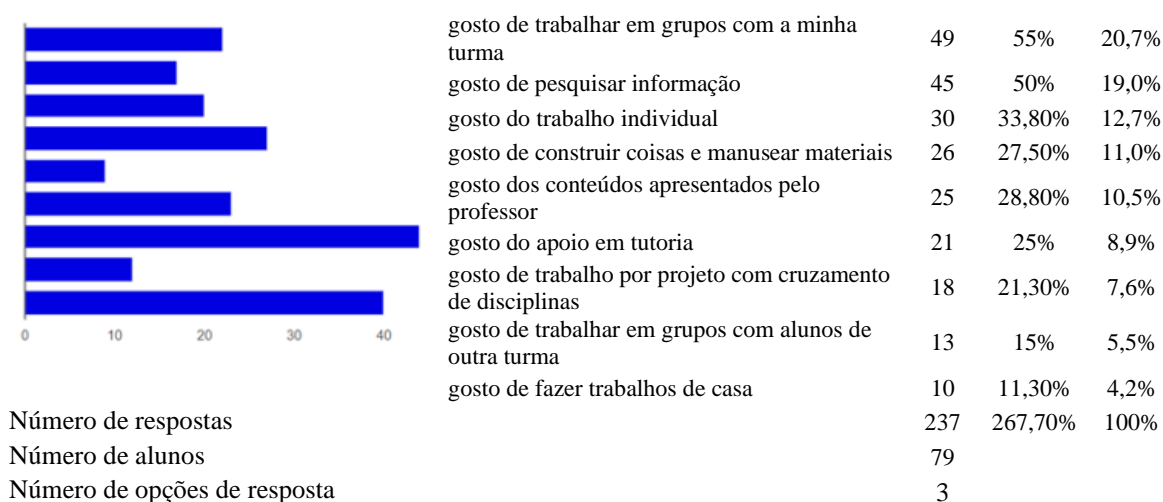 gosto de trabalhar em grupos com a minha
turma 49 55% 20,7%
gosto de pesquisar informação 45 50% 19,0%
gosto do trabalho individual 30 33,80% 12,7%
gosto de construir coisas e manusear materiais 26 27,50% 11,0%
gosto dos conteúdos apresentados pelo
professor 25 28,80% 10,5%
gosto do apoio em tutoria 21 25% 8,9%
gosto de trabalho por projeto com cruzamento
de disciplinas 18 21,30% 7,6%
gosto de trabalhar em grupos com alunos de
outra turma 13 15% 5,5%
gosto de fazer trabalhos de casa 10 11,30% 4,2%
0 10 20 30 40
Número de respostas 237 267,70% 100%
Número de alunos 79
Número de opções de resposta 3